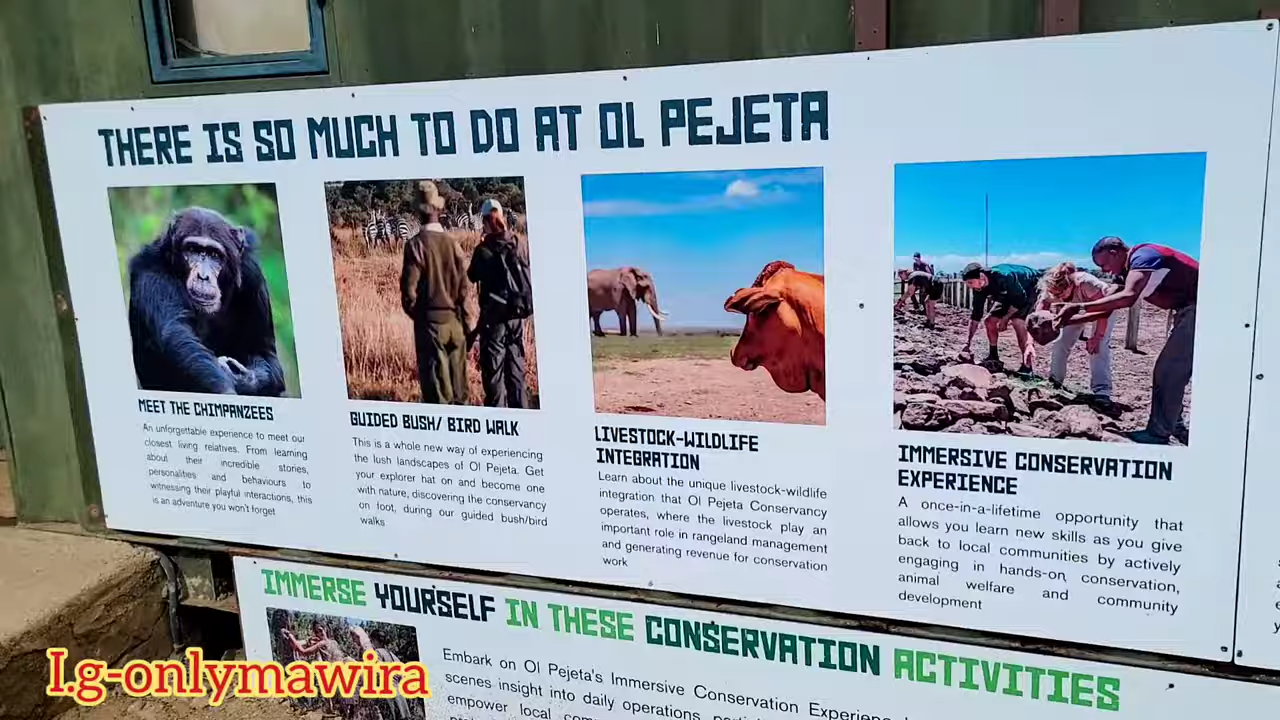 THERE IS SO MUCH TO DO AT OL PEJETA
MEET THE CHIMPANZEES
An unforgettable experience to meet our
closest living relatives. From learning
about their incredible stories,
personalities and behaviours to
witnessing their playful interactions, this
is an adventure you won't forget
GUIDED BUSH/ BIRD WALK
This is a whole new way of experiencing
the lush landscapes of Ol Pejeta. Get
your explorer hat on and become one
with nature, discovering the conservancy
on foot, during our guided bush/bird
walks
LIVESTOCK-WILDLIFE
INTEGRATION
Learn about the unique livestock-wildlife
integration that Ol Pejeta Conservancy
operates, where the livestock play an
important role in rangeland management
and generating revenue for conservation
work
IMMERSIVE CONSERVATION
EXPERIENCE
A once-in-a-lifetime opportunity that
allows you learn new skills as you give
back to local communities by actively
engaging in hands-on, conservation,
animal welfare and community
development
IMMERSE YOURSELF IN THESE CONSERVATION ACTIVITIES
Embark on Ol Pejeta's Immersive Conservation
scenes insight into daily operations,
empower local
I.g-onlymawira